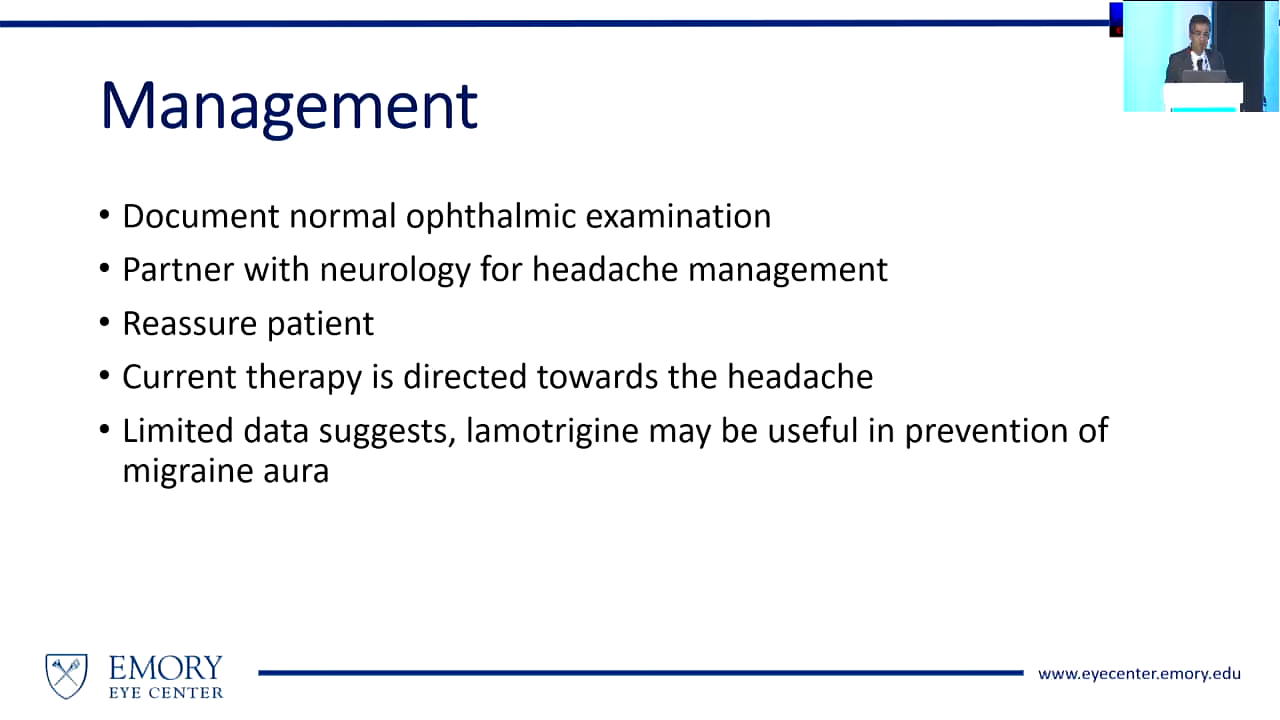 Management
• Document normal ophthalmic examination
• Partner with neurology for headache management
• Reassure patient
• Current therapy is directed towards the headache
• Limited data suggests, lamotrigine may be useful in prevention of
migraine aura
EMORY
EYE CENTER
www.eyecenter.emory.edu